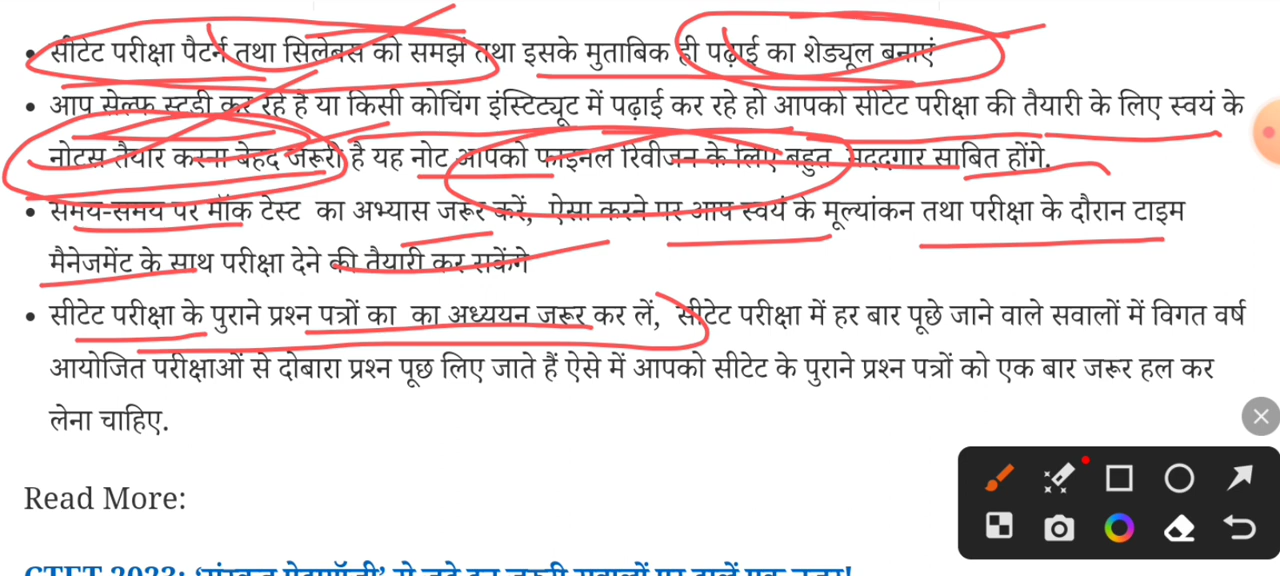 • सीटेट परीक्षा पैटर्न तथा सिलेबस को समझें तथा इसके मुताबिक ही पढ़ाई का शेड्यूल बनाएं
• आप सेल्फ स्टडी कर रहे हैं या किसी कोचिंग इंस्टिट्यूट में पढ़ाई कर रहे हो आपको सीटेट परीक्षा की तैयारी के लिए स्वयं के
नोटस तैयार करना बेहद जरूरी है यह नोट आपको फाइनल रिवीजन के लिए बहुत मददगार साबित होंगे.
• समय-समय पर मॉक टेस्ट का अभ्यास जरूर करें, ऐसा करने पर आप स्वयं के मूल्यांकन तथा परीक्षा के दौरान टाइम
मैनेजमेंट के साथ परीक्षा देने की तैयारी कर सकेंगे
• सीटेट परीक्षा के पुराने प्रश्न पत्रों का का अध्ययन जरूर कर लें, सीटेट परीक्षा में हर बार पूछे जाने वाले सवालों में विगत वर्ष
आयोजित परीक्षाओं से दोबारा प्रश्न पूछ लिए जाते हैं ऐसे में आपको सीटेट के पुराने प्रश्न पत्रों को एक बार जरूर हल कर
लेना चाहिए.
Read More:
CTET 2023: